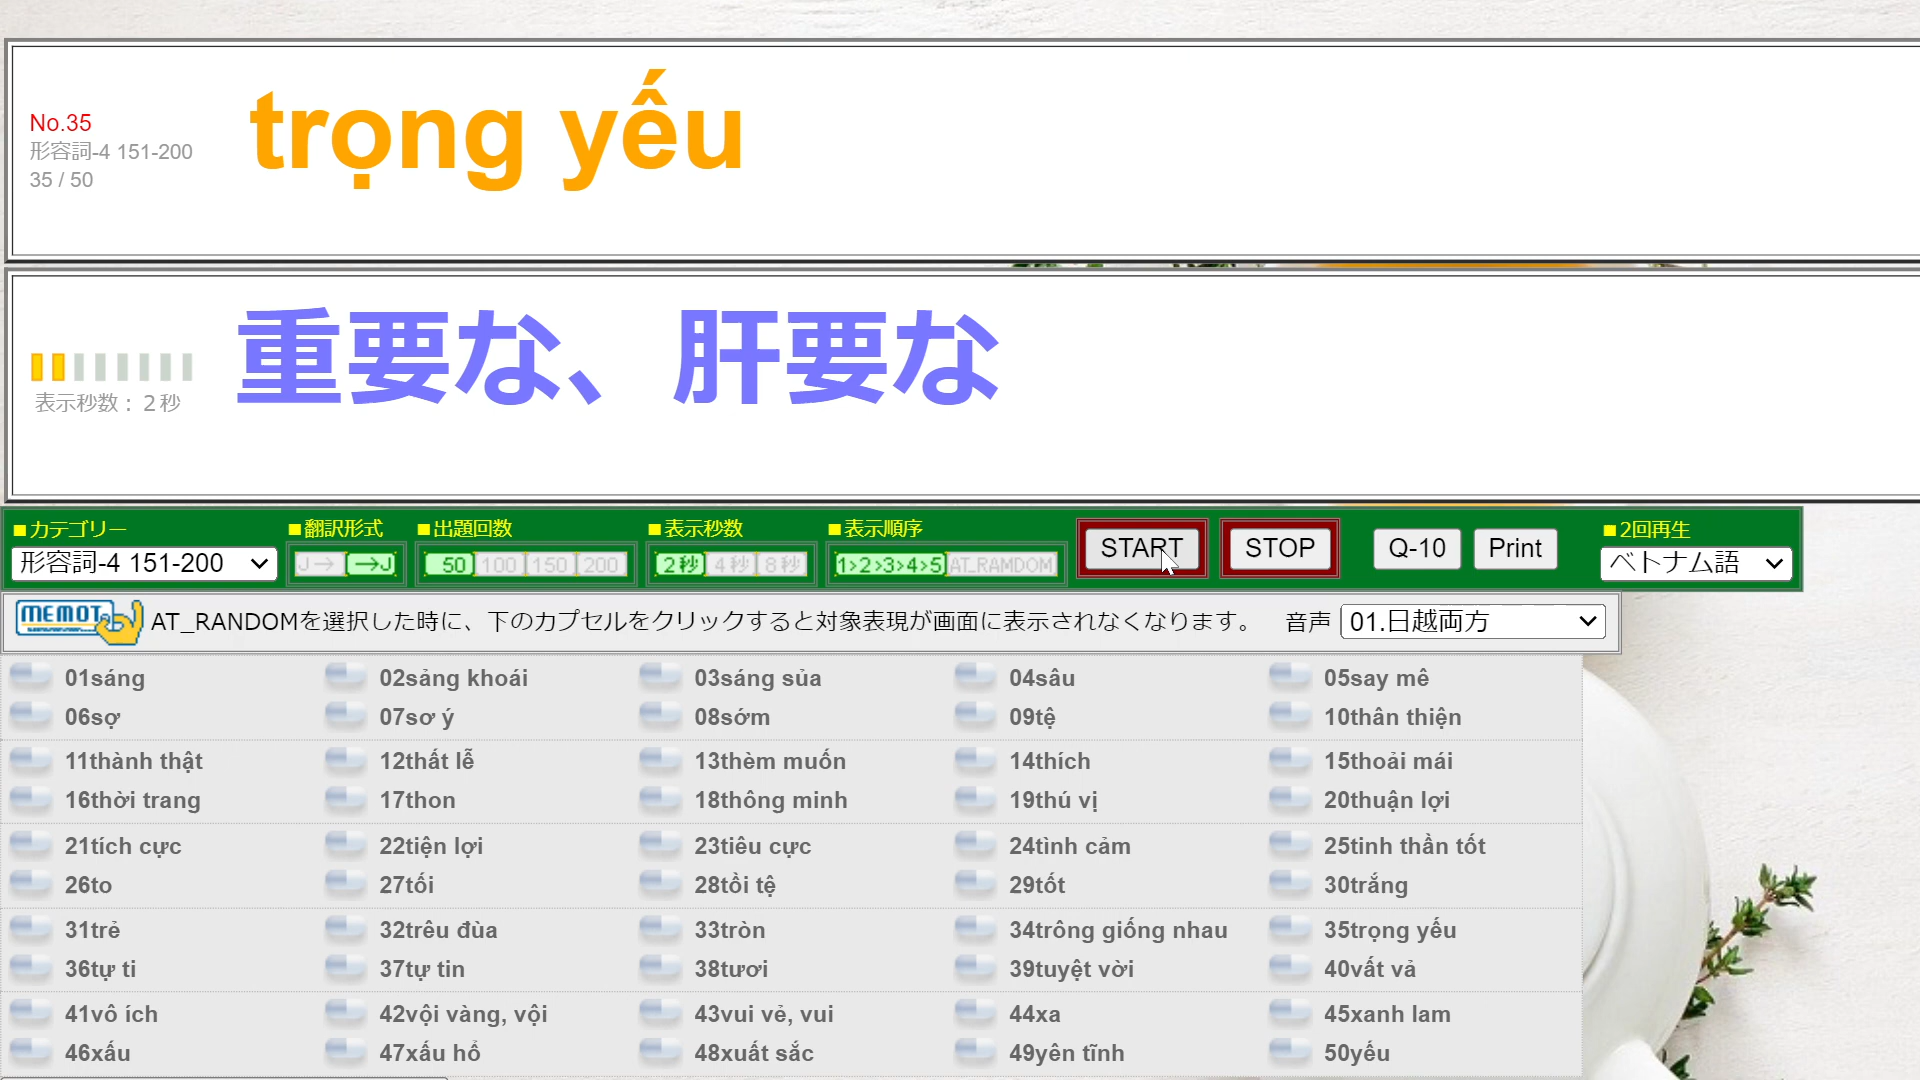 No.35
形容詞-4 151-200
35 / 50
trọng yếu
重要な、肝要な
表示秒数：２秒
■カテゴリー ■翻訳形式 ■出題回数 ■表示秒数 ■表示順序 ■2回再生
形容詞-4 151-200 J→ →J 50 100 150 200 2秒 4秒 8秒 1>2>3>4>5 AT_RAMDOM START STOP Q-10 Print ベトナム語
MEMOT AT_RANDOMを選択した時に、下のカプセルをクリックすると対象表現が画面に表示されなくなります。 音声 01.日越両方
01sáng 02sảng khoái 03sáng sủa 04sâu 05say mê
06sợ 07sơ ý 08sớm 09tệ 10thân thiện
11thành thật 12thất lễ 13thèm muốn 14thích 15thoải mái
16thời trang 17thon 18thông minh 19thú vị 20thuận lợi
21tích cực 22tiện lợi 23tiêu cực 24tình cảm 25tinh thần tốt
26to 27tối 28tồi tệ 29tốt 30trắng
31trẻ 32trêu đùa 33tròn 34trông giống nhau 35trọng yếu
36tự ti 37tự tin 38tươi 39tuyệt vời 40vất vả
41vô ích 42vội vàng, vội 43vui vẻ, vui 44xa 45xanh lam
46xấu 47xấu hổ 48xuất sắc 49yên tĩnh 50yếu